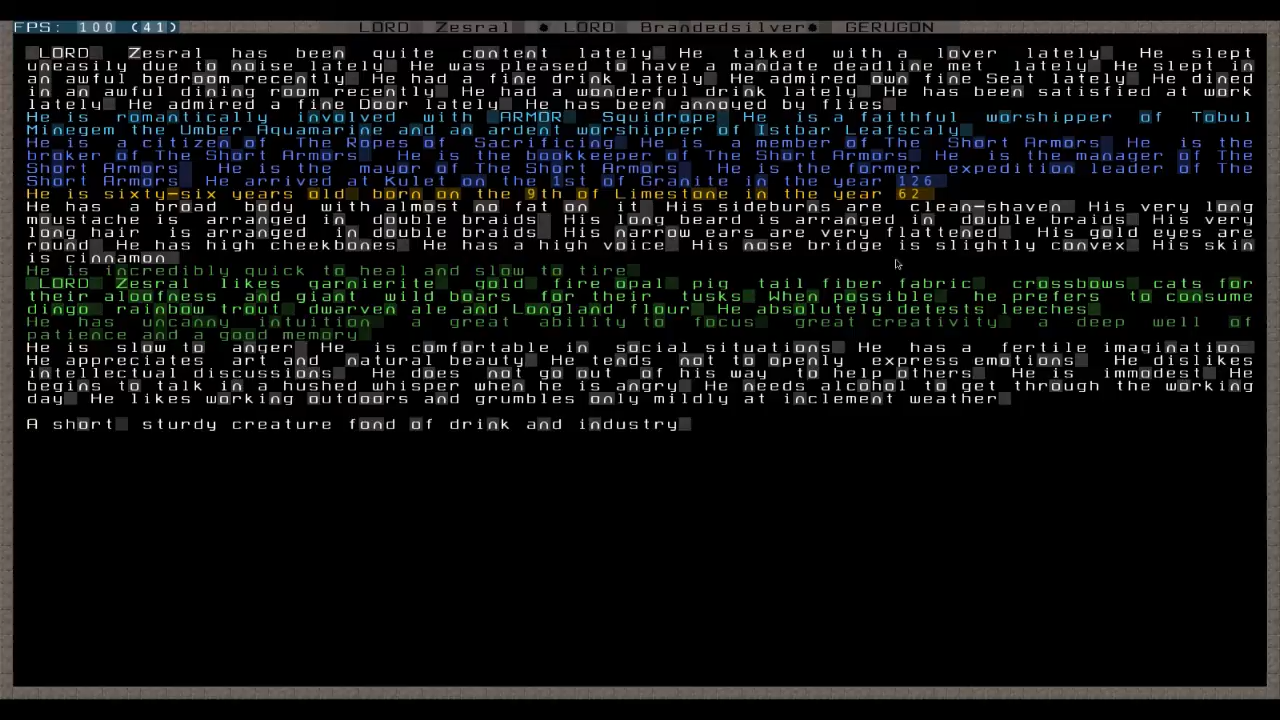 FPS: 100 (41) LORD Zesral LORD Brandedsilver GERUGON
LORD Zesral has been quite content lately He talked with a lover lately He slept
uneasily due to noise lately He was pleased to have a mandate deadline met lately He slept in
an awful bedroom recently He had a fine drink lately He admired own fine Seat lately He dined
in an awful dining room recently He had a wonderful drink lately He has been satisfied at work
lately He admired a fine Door lately He has been annoyed by flies
He is romantically involved with ARMOR Squidrope He is a faithful worshipper of Tobul
Minegem the Umber Aquamarine and an ardent worshipper of Istbar Leafscaly
He is a citizen of The Ropes of Sacrificing He is a member of The Short Armors He is the
broker of The Short Armors He is the bookkeeper of The Short Armors He is the manager of The
Short Armors He is the mayor of The Short Armors He is the former expedition leader of The
Short Armors He arrived at Kulet on the 1st of Granite in the year 126
He is sixty-six years old born on the 9th of Limestone in the year 62
He has a broad body with almost no fat on it His sideburns are clean-shaven His very long
moustache is arranged in double braids His long beard is arranged in double braids His very
long hair is arranged in double braids His narrow ears are very flattened His gold eyes are
round He has high cheekbones He has a high voice His nose bridge is slightly convex His skin
is cinnamon
He is incredibly quick to heal and slow to tire
LORD Zesral likes garnierite gold fire opal pig tail fiber fabric crossbows cats for
their aloofness and giant wild boars for their tusks When possible he prefers to consume
dingo rainbow trout dwarven ale and Longland flour He absolutely detests leeches
He has uncanny intuition a great ability to focus great creativity a deep well of
patience and a good memory
He is slow to anger He is comfortable in social situations He has a fertile imagination
He appreciates art and natural beauty He tends not to openly express emotions He dislikes
intellectual discussions He does not go out of his way to help others He is immodest He
begins to talk in a hushed whisper when he is angry He needs alcohol to get through the working
day He likes working outdoors and grumbles only mildly at inclement weather
A short sturdy creature fond of drink and industry